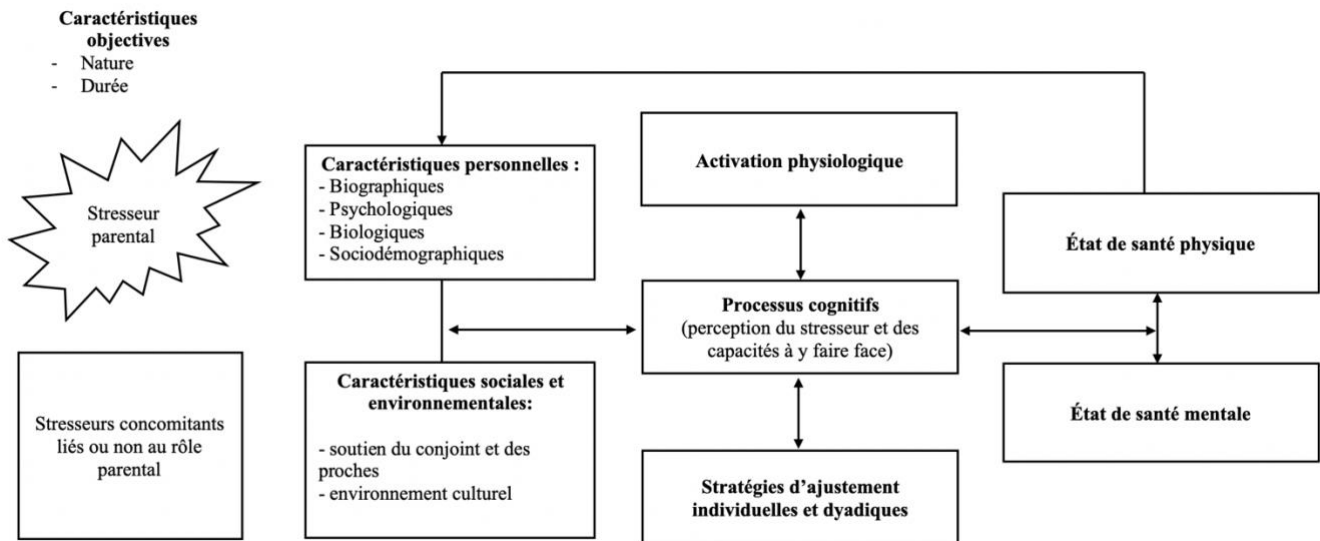 Caractéristiques
objectives
- Nature
- Durée
Stresseur
parental
Stresseurs concomitants
liés ou non au rôle
parental
Caractéristiques personnelles :
- Biographiques
- Psychologiques
- Biologiques
- Sociodémographiques
Caractéristiques sociales et
environnementales:
- soutien du conjoint et des
proches
- environnement culturel
Activation physiologique
Processus cognitifs
(perception du stresseur et des
capacités à y faire face)
Stratégies d’ajustement
individuelles et dyadiques
État de santé physique
État de santé mentale